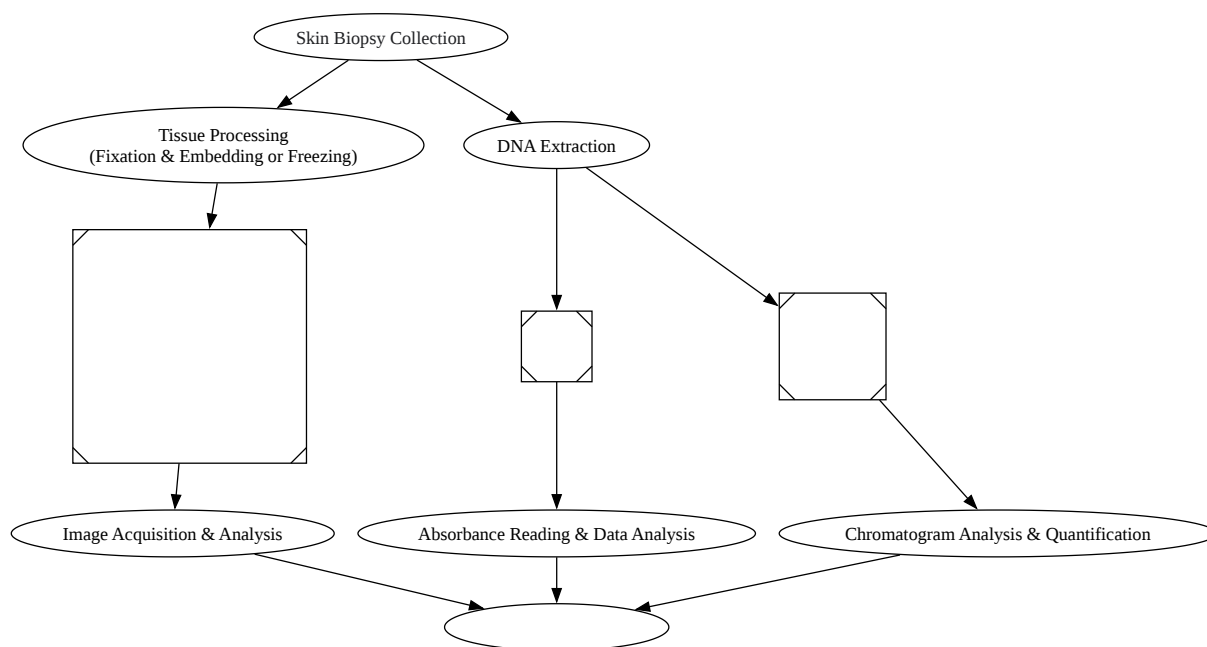 Skin Biopsy Collection
Tissue Processing
(Fixation & Embedding or Freezing)
DNA Extraction
Image Acquisition & Analysis
Absorbance Reading & Data Analysis
Chromatogram Analysis & Quantification